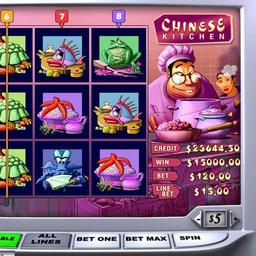 7 8
CHINESE
KITCHEN
CREDIT $23644,50
WIN $15000,00
BET $120,00
LINE BET $15,00
$5
BLE ALL LINES BET ONE BET MAX SPIN